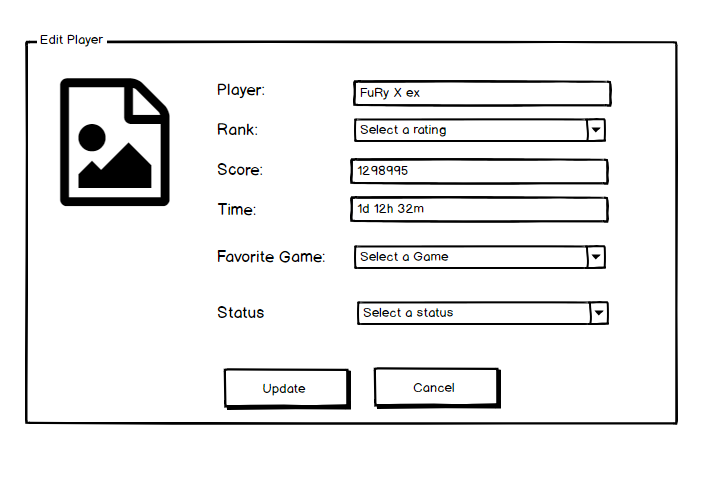 Edit Player
Player: FuRy X ex
Rank: Select a rating
Score: 1298995
Time: 1d 12h 32m
Favorite Game: Select a Game
Status Select a status
Update Cancel